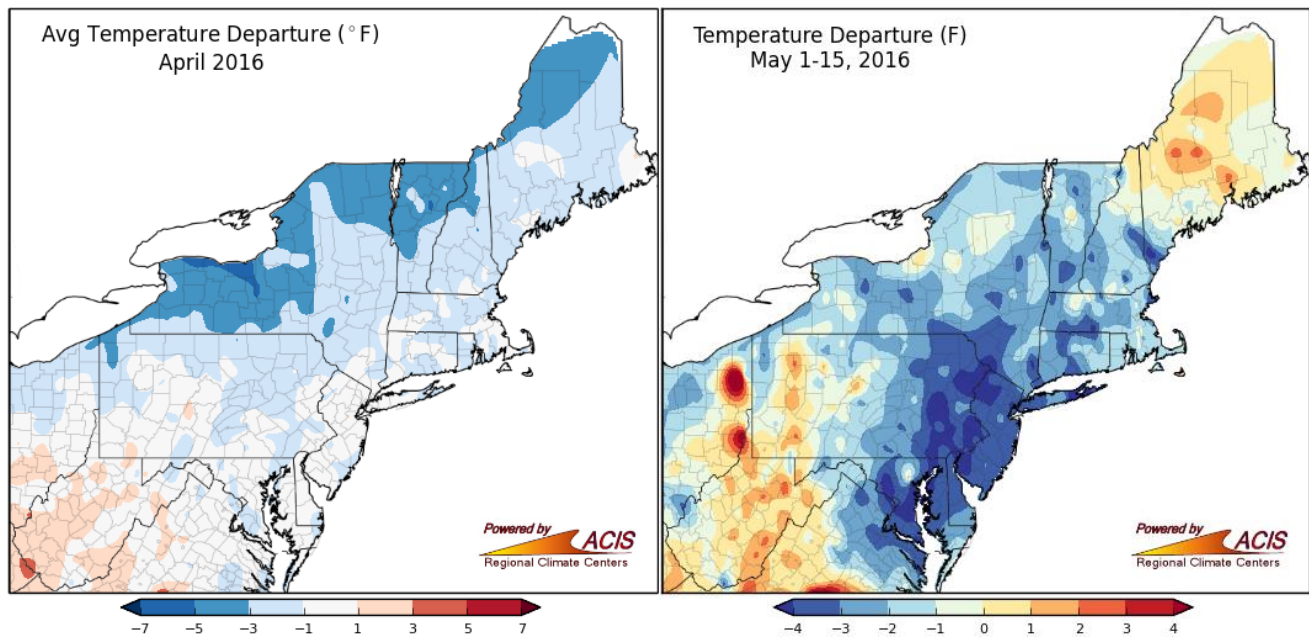 Avg Temperature Departure (°F)
April 2016
Powered by
ACIS
Regional Climate Centers
−7 −5 −3 −1 1 3 5 7
Temperature Departure (F)
May 1-15, 2016
Powered by
ACIS
Regional Climate Centers
−4 −3 −2 −1 0 1 2 3 4